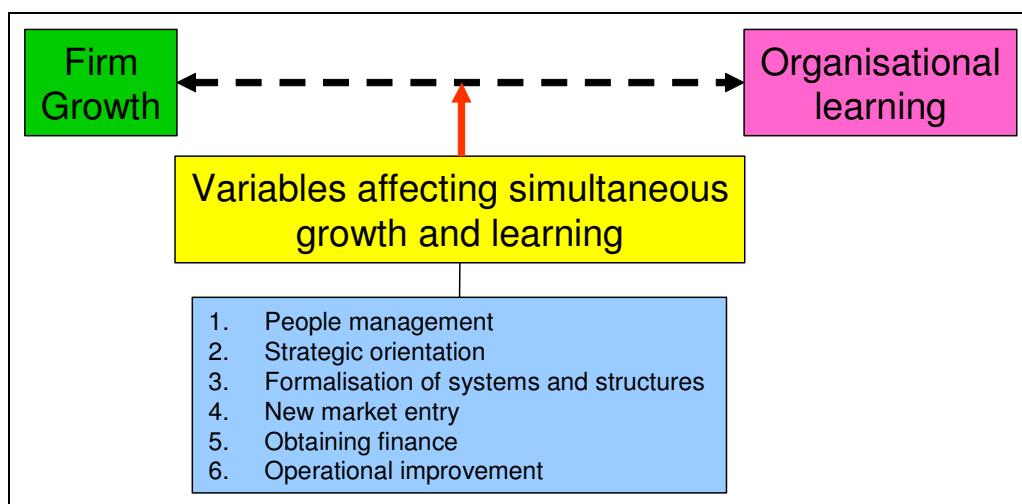 Firm
Growth
Organisational
learning
Variables affecting simultaneous
growth and learning
1. People management
2. Strategic orientation
3. Formalisation of systems and structures
4. New market entry
5. Obtaining finance
6. Operational improvement